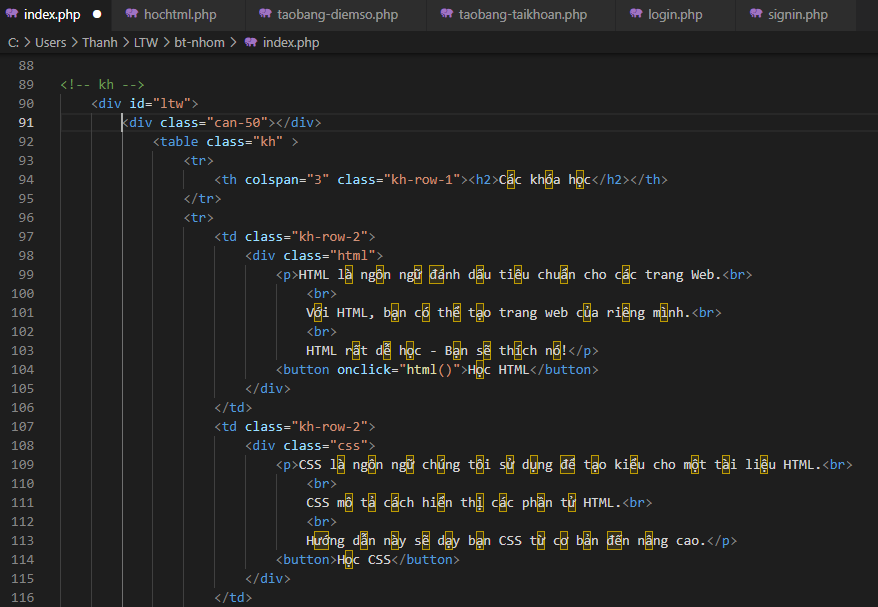 index.php ● hochtml.php taobang-diemso.php taobang-taikhoan.php login.php signin.php
C: > Users > Thanh > LTW > bt-nhom > index.php
88
89 <!-- kh -->
90 <div id="ltw">
91 <div class="can-50"></div>
92 <table class="kh" >
93 <tr>
94 <th colspan="3" class="kh-row-1"><h2>Các khóa học</h2></th>
95 </tr>
96 <tr>
97 <td class="kh-row-2">
98 <div class="html">
99 <p>HTML là ngôn ngữ đánh dấu tiêu chuẩn cho các trang Web.<br>
100 <br>
101 Với HTML, bạn có thể tạo trang web của riêng mình.<br>
102 <br>
103 HTML rất dễ học - Bạn sẽ thích nó!</p>
104 <button onclick="html()">Học HTML</button>
105 </div>
106 </td>
107 <td class="kh-row-2">
108 <div class="css">
109 <p>CSS là ngôn ngữ chúng tôi sử dụng để tạo kiểu cho một tài liệu HTML.<br>
110 <br>
111 CSS mô tả cách hiển thị các phần tử HTML.<br>
112 <br>
113 Hướng dẫn này sẽ dạy bạn CSS từ cơ bản đến nâng cao.</p>
114 <button>Học CSS</button>
115 </div>
116 </td>